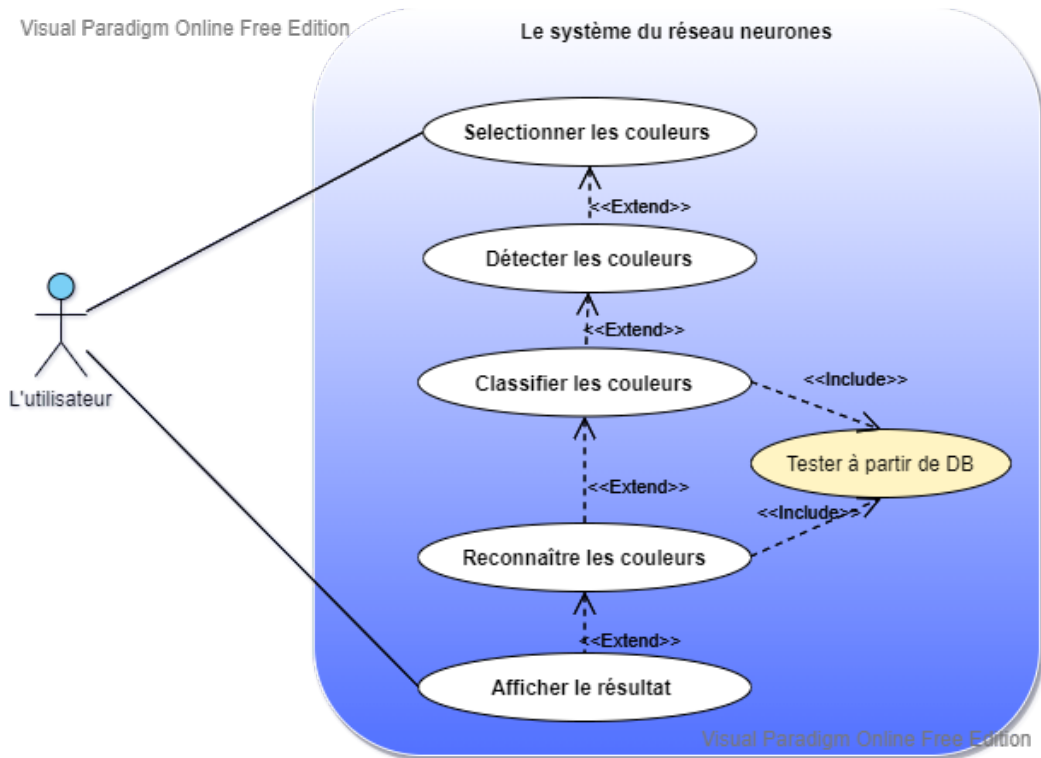 Visual Paradigm Online Free Edition
Le système du réseau neurones
Selectionner les couleurs
<<Extend>>
Détecter les couleurs
<<Extend>>
Classifier les couleurs
<<Include>>
L'utilisateur
Tester à partir de DB
<<Extend>>
<<Include>>
Reconnaître les couleurs
<<Extend>>
Afficher le résultat
Visual Paradigm Online Free Edition